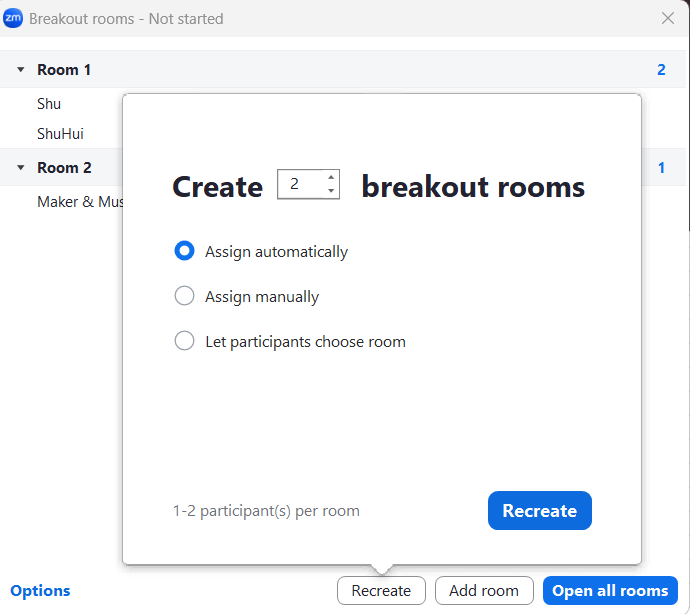 zm Breakout rooms - Not started
Room 1 2
Shu
ShuHui
Room 2 1
Maker & Mus
Create 2 breakout rooms
Assign automatically
Assign manually
Let participants choose room
1-2 participant(s) per room Recreate
Options Recreate Add room Open all rooms